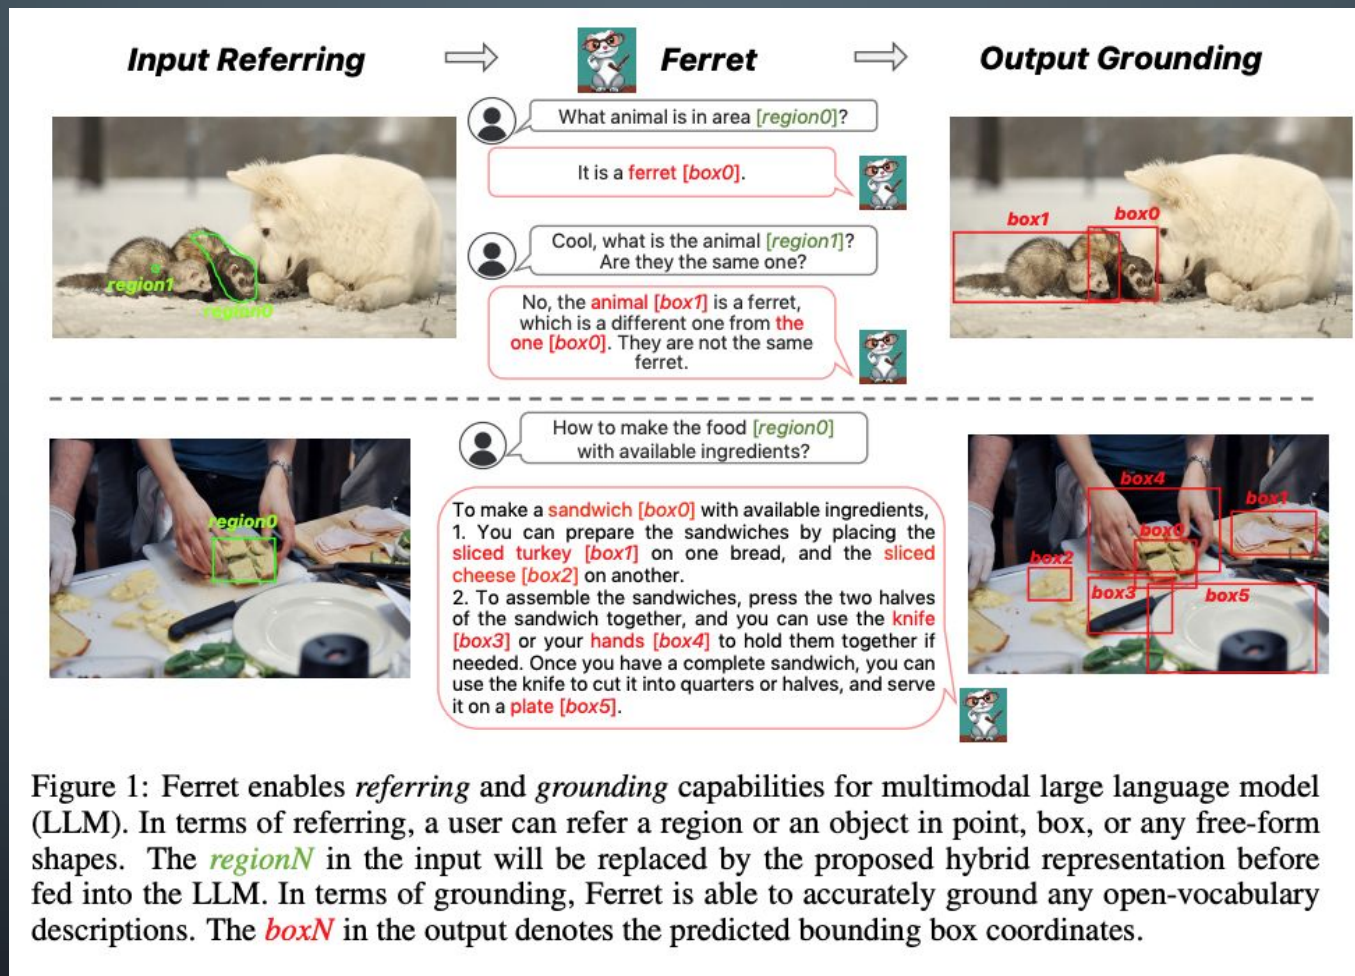 Input Referring
Ferret
Output Grounding
What animal is in area [region0]?
It is a ferret [box0].
Cool, what is the animal [region1]?
Are they the same one?
No, the animal [box1] is a ferret,
which is a different one from the
one [box0]. They are not the same
ferret.
region1
region0
box1
box0
How to make the food [region0]
with available ingredients?
To make a sandwich [box0] with available ingredients,
1. You can prepare the sandwiches by placing the
sliced turkey [box1] on one bread, and the sliced
cheese [box2] on another.
2. To assemble the sandwiches, press the two halves
of the sandwich together, and you can use the knife
[box3] or your hands [box4] to hold them together if
needed. Once you have a complete sandwich, you can
use the knife to cut it into quarters or halves, and serve
it on a plate [box5].
region0
box4
box1
box0
box2
box3
box5
Figure 1: Ferret enables referring and grounding capabilities for multimodal large language model
(LLM). In terms of referring, a user can refer a region or an object in point, box, or any free-form
shapes. The regionN in the input will be replaced by the proposed hybrid representation before
fed into the LLM. In terms of grounding, Ferret is able to accurately ground any open-vocabulary
descriptions. The boxN in the output denotes the predicted bounding box coordinates.